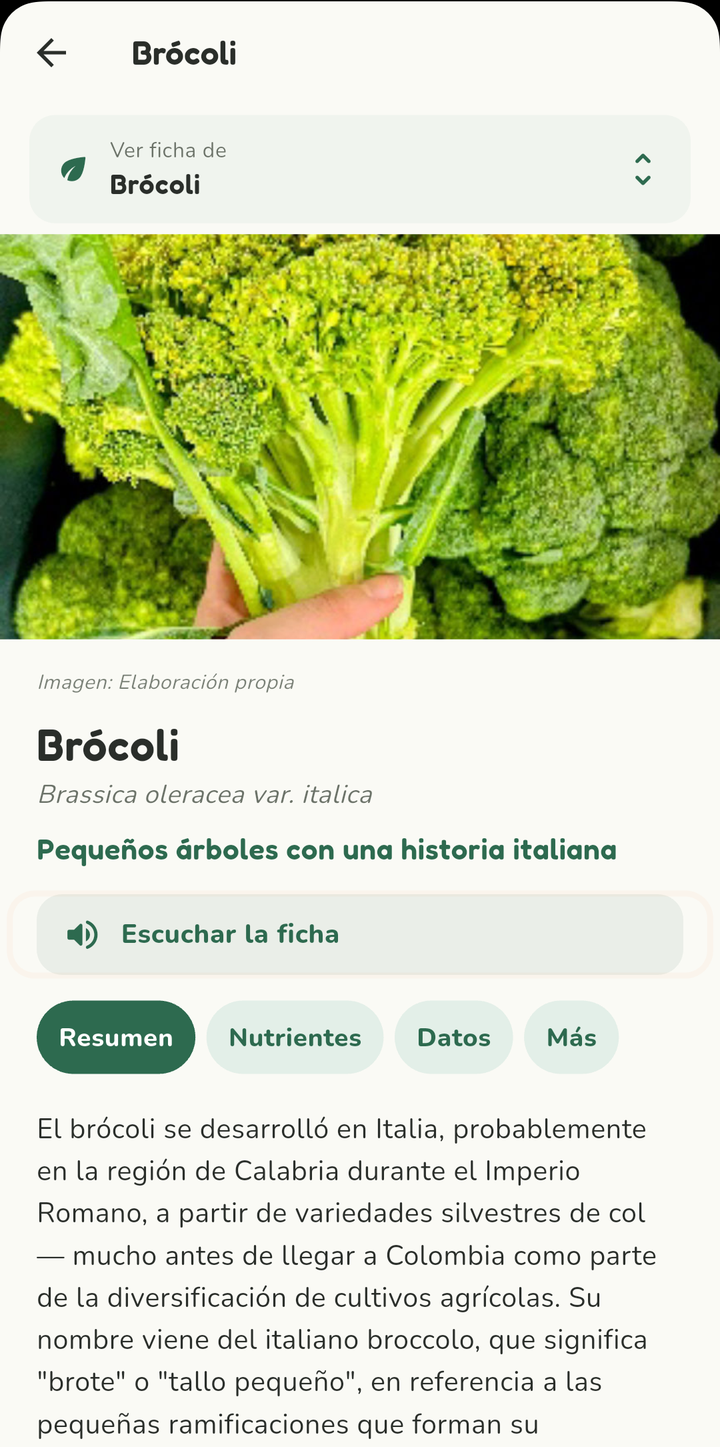 Brócoli
Ver ficha de
Brócoli
Imagen: Elaboración propia
Brócoli
Brassica oleracea var. italica
Pequeños árboles con una historia italiana
Escuchar la ficha
Resumen Nutrientes Datos Más
El brócoli se desarrolló en Italia, probablemente
en la región de Calabria durante el Imperio
Romano, a partir de variedades silvestres de col
— mucho antes de llegar a Colombia como parte
de la diversificación de cultivos agrícolas. Su
nombre viene del italiano broccolo, que significa
"brote" o "tallo pequeño", en referencia a las
pequeñas ramificaciones que forman su